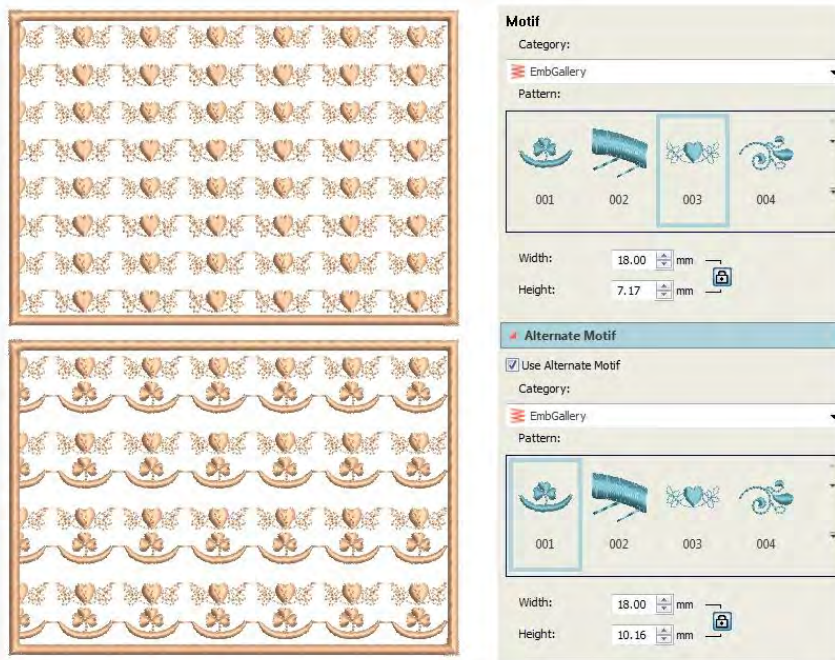 Motif
Category:
EmbGallery
Pattern:
001 002 003 004
Width: 18.00 mm
Height: 7.17 mm
Alternate Motif
Use Alternate Motif
Category:
EmbGallery
Pattern:
001 002 003 004
Width: 18.00 mm
Height: 10.16 mm